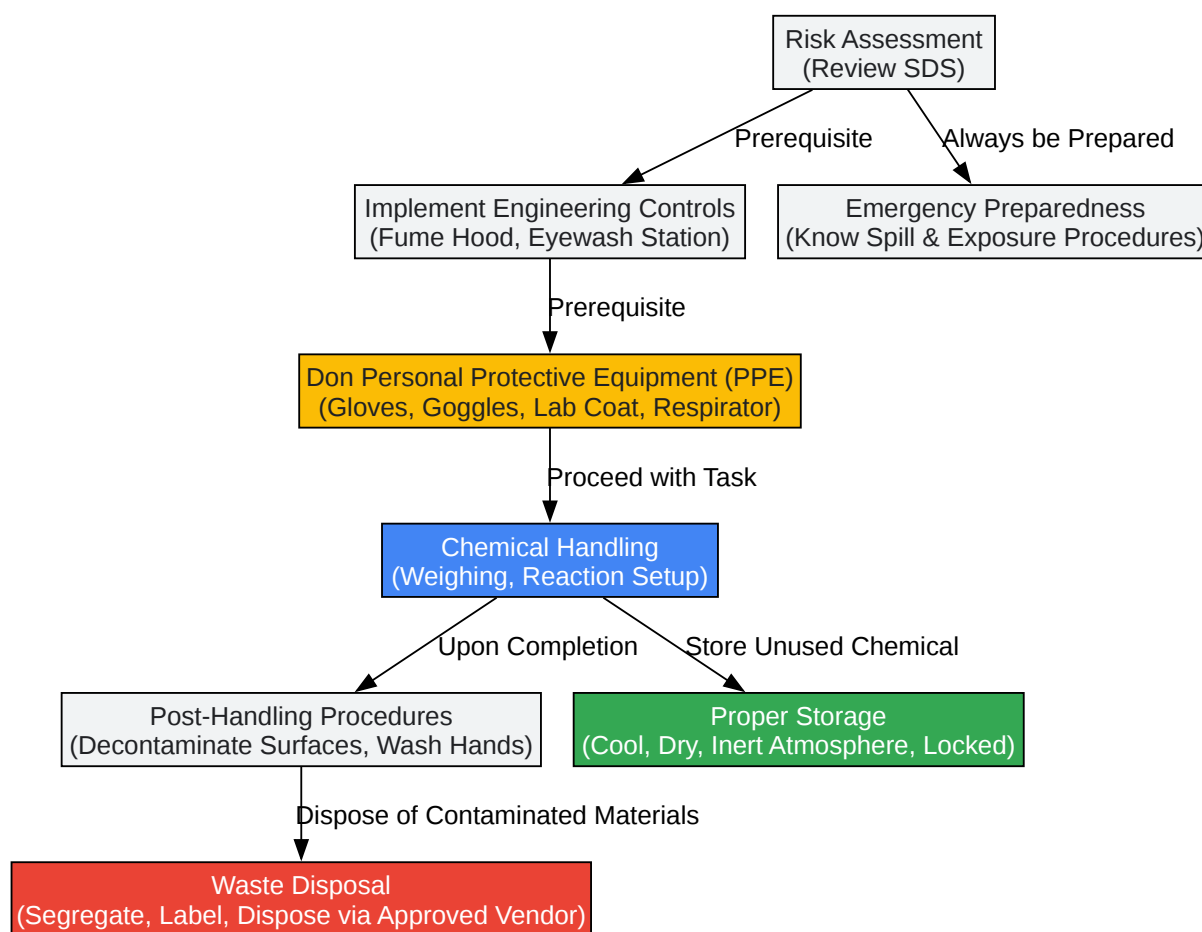 Risk Assessment
(Review SDS)
Prerequisite
Always be Prepared
Implement Engineering Controls
(Fume Hood, Eyewash Station)
Emergency Preparedness
(Know Spill & Exposure Procedures)
Prerequisite
Don Personal Protective Equipment (PPE)
(Gloves, Goggles, Lab Coat, Respirator)
Proceed with Task
Chemical Handling
(Weighing, Reaction Setup)
Upon Completion
Store Unused Chemical
Post-Handling Procedures
(Decontaminate Surfaces, Wash Hands)
Proper Storage
(Cool, Dry, Inert Atmosphere, Locked)
Dispose of Contaminated Materials
Waste Disposal
(Segregate, Label, Dispose via Approved Vendor)